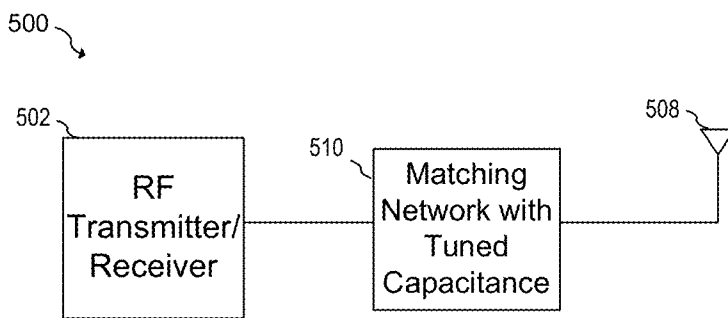 500
502
RF
Transmitter/
Receiver
510
Matching
Network with
Tuned
Capacitance
508